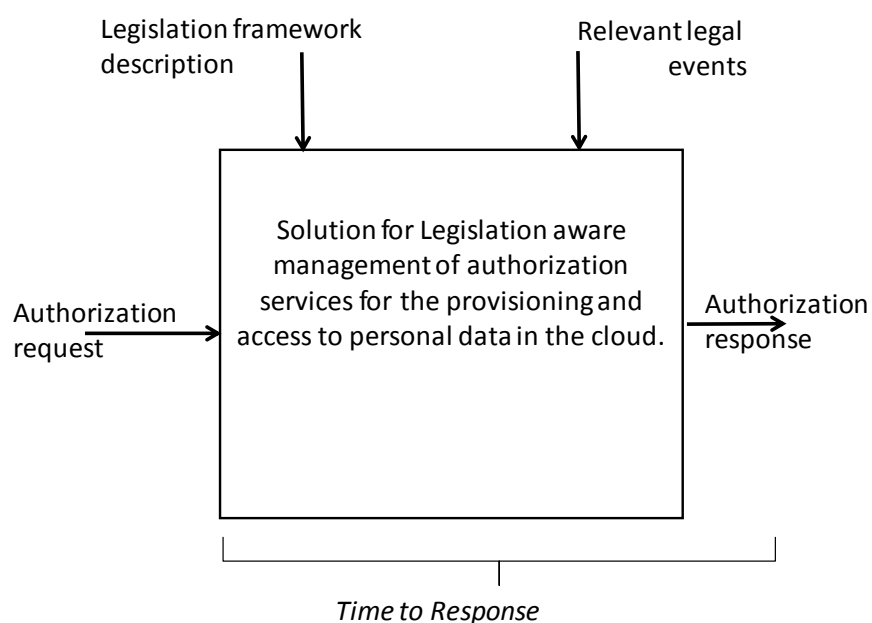 Legislation framework
description
Relevant legal
events
Solution for Legislation aware
management of authorization
services for the provisioning and
access to personal data in the cloud.
Authorization
request
Authorization
response
Time to Response